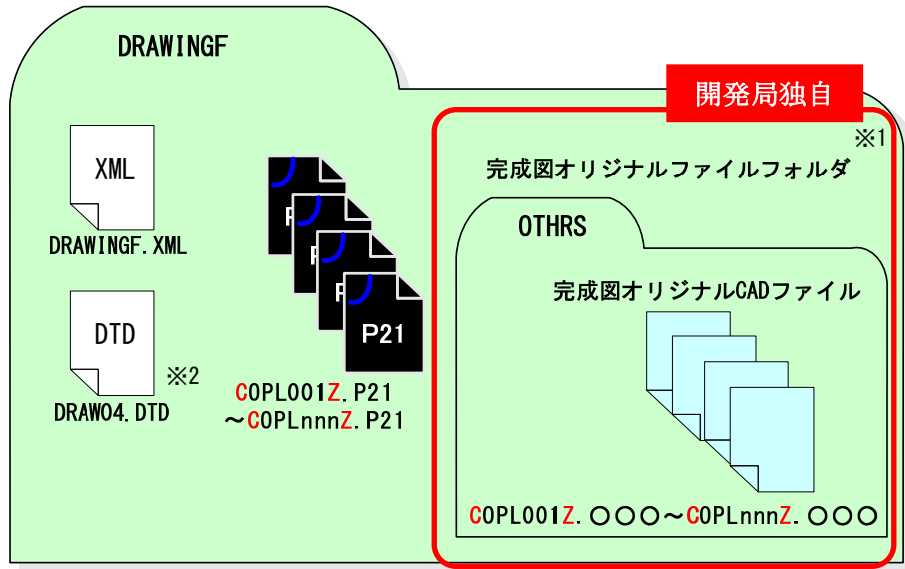 DRAWINGF
開発局独自
※1
完成図オリジナルファイルフォルダ
XML
DRAWINGF.XML
OTHRS
完成図オリジナルCADファイル
DTD
※2
DRAW04.DTD
P
P
P
P21
C0PL001Z.P21
～C0PLnnnZ.P21
C0PL001Z.○○○～C0PLnnnZ.○○○